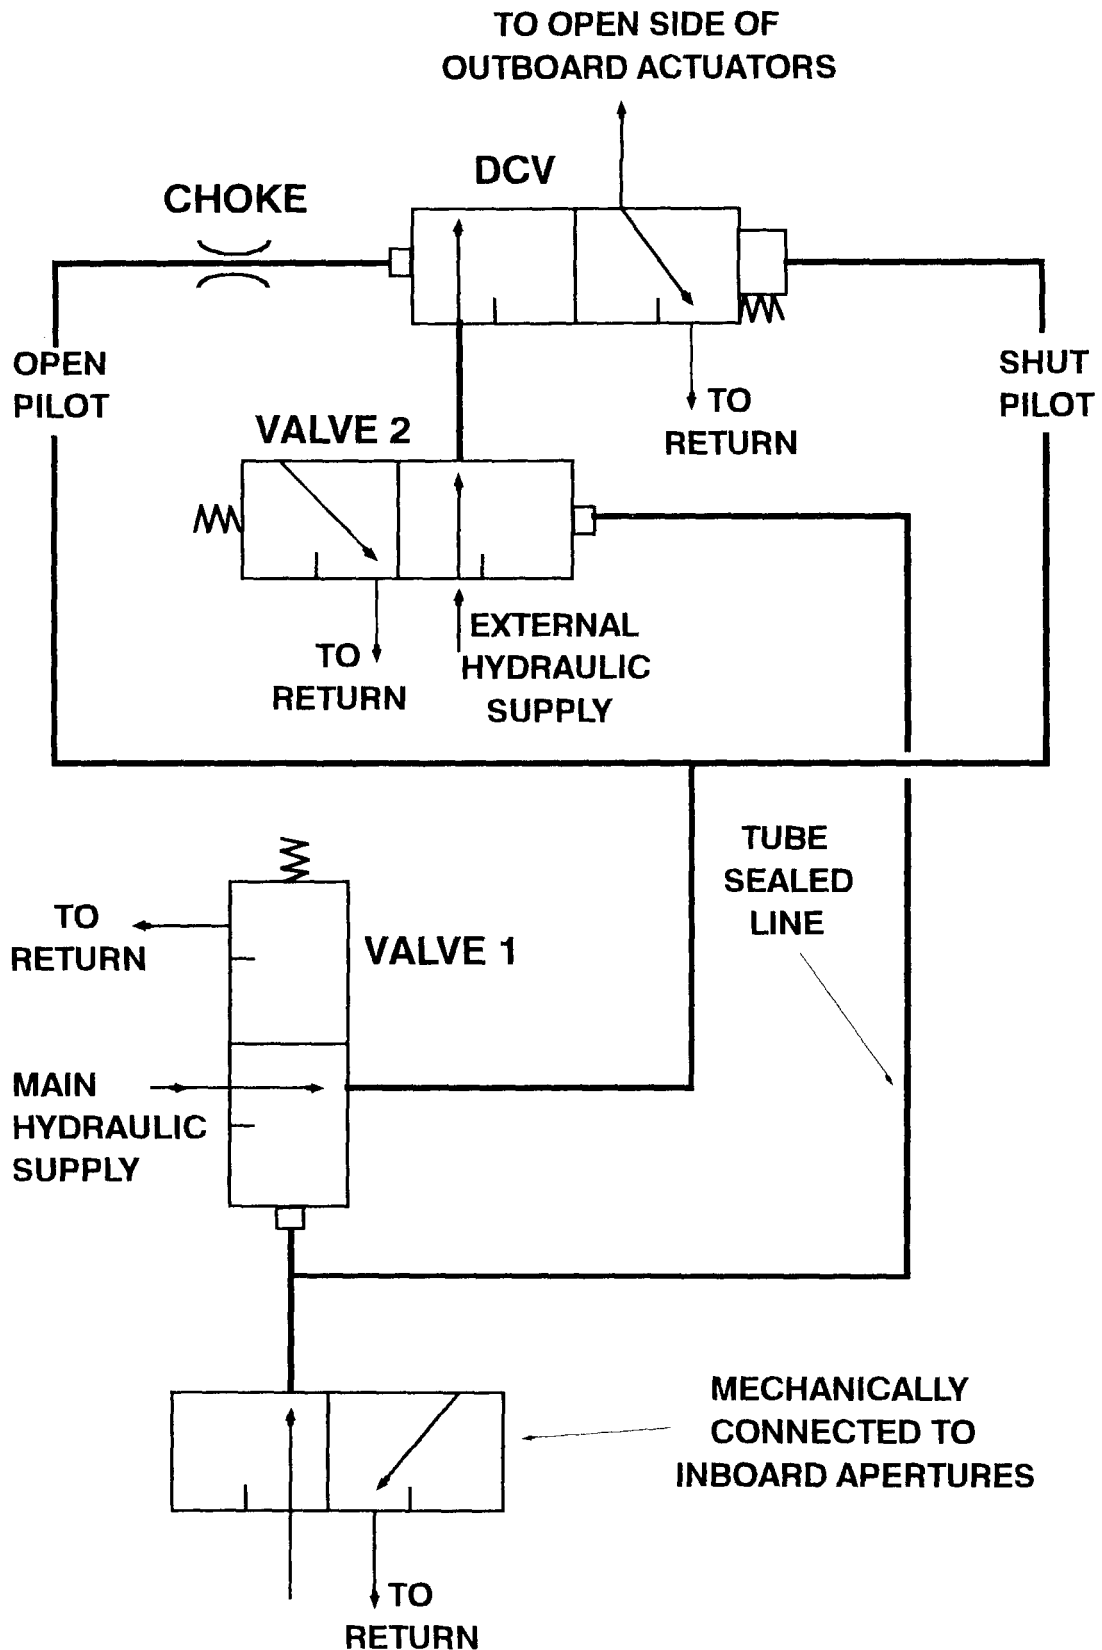 TO OPEN SIDE OF
OUTBOARD ACTUATORS
DCV
CHOKE
OPEN
PILOT
SHUT
PILOT
TO
RETURN
VALVE 2
EXTERNAL
HYDRAULIC
SUPPLY
TO
RETURN
TUBE
SEALED
LINE
TO
RETURN
VALVE 1
MAIN
HYDRAULIC
SUPPLY
MECHANICALLY
CONNECTED TO
INBOARD APERTURES
TO
RETURN